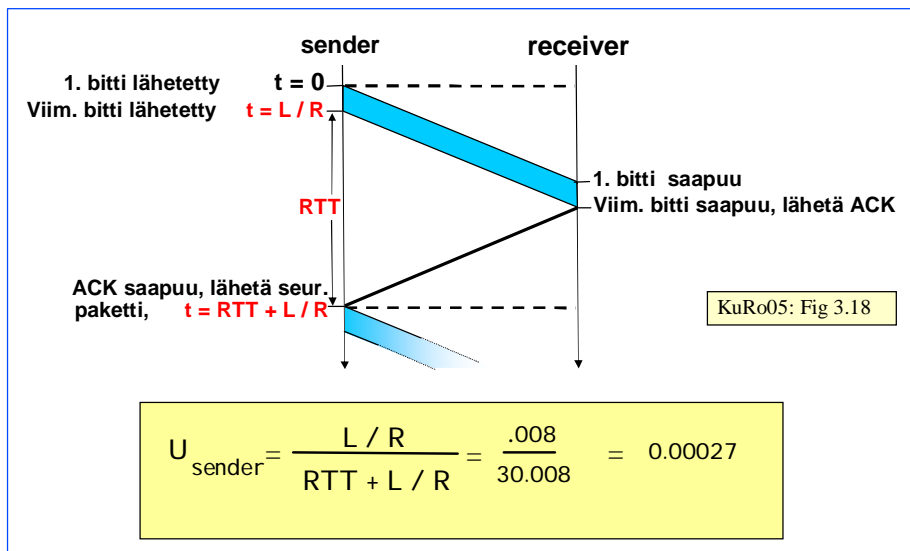 sender receiver
1. bitti lähetetty t = 0
Viim. bitti lähetetty t = L / R
1. bitti saapuu
RTT
Viim. bitti saapuu, lähetä ACK
ACK saapuu, lähetä seur.
paketti, t = RTT + L / R
KuRo05: Fig 3.18
U sender = L / R / RTT + L / R = .008 / 30.008 = 0.00027